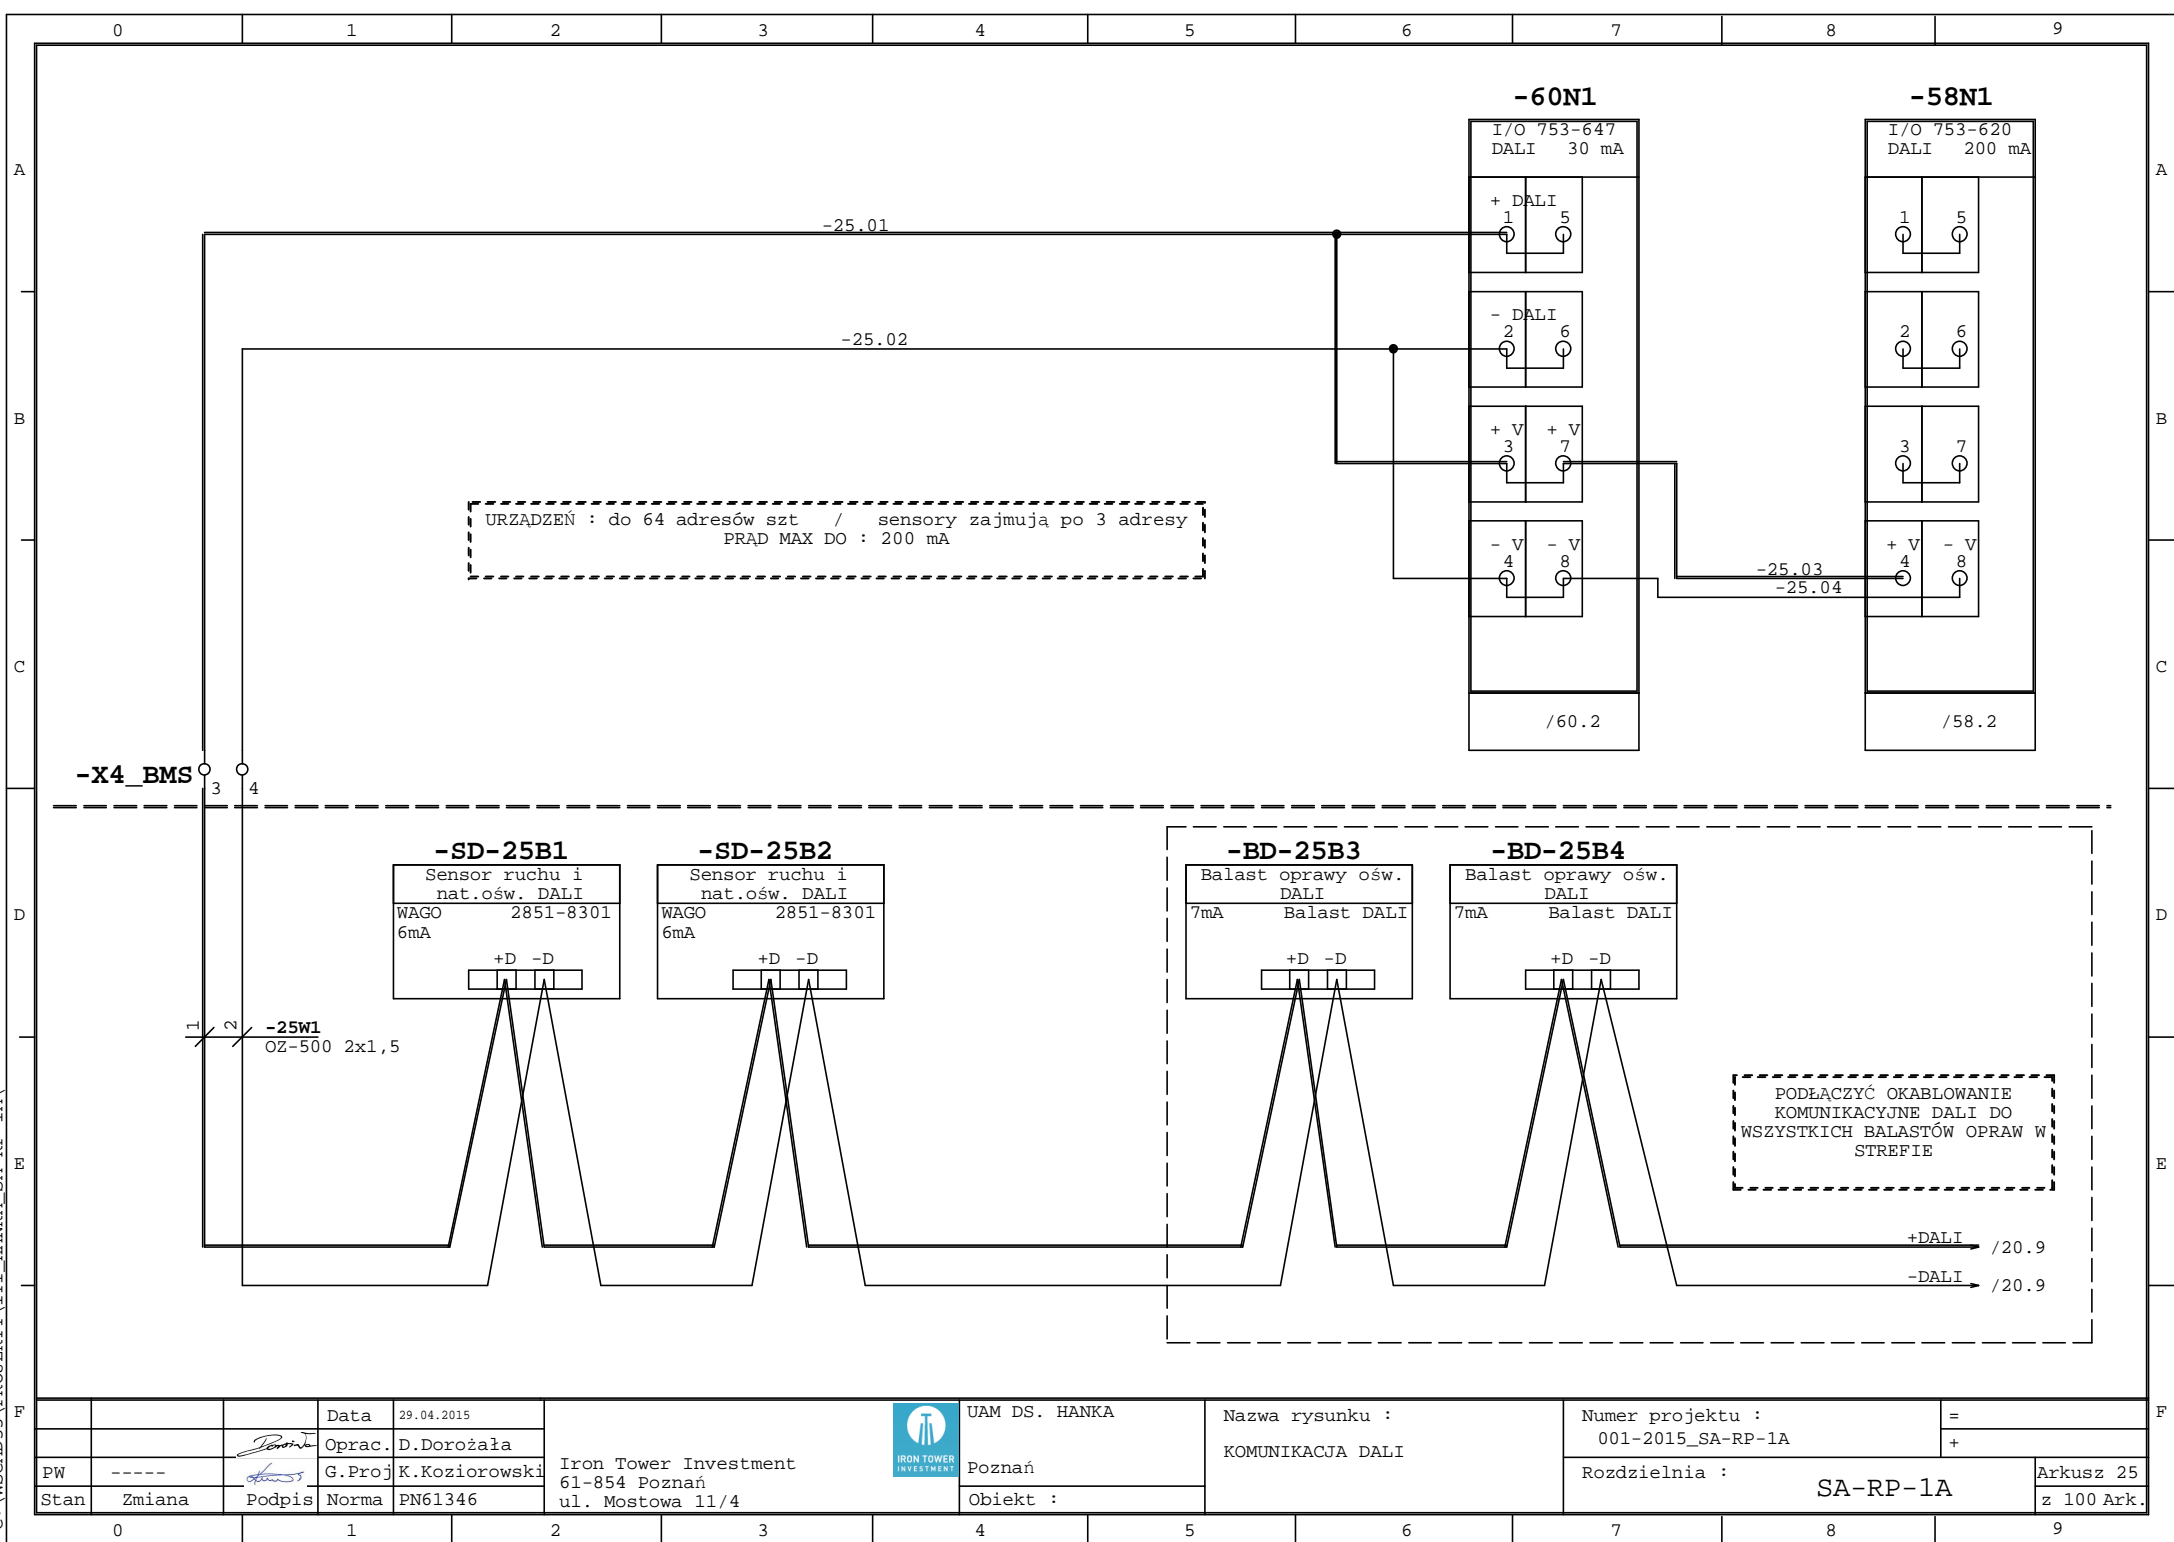 0 1 2 3 4 5 6 7 8 9
-60N1 -58N1
I/O 753-647
DALI 30 mA
I/O 753-620
DALI 200 mA
A A
+ DALI
1 5
1 5
-25.01
- DALI
2 6
2 6
-25.02
B B
+ V + V
3 7
3 7
URZĄDZEŃ : do 64 adresów szt / sensory zajmują po 3 adresy
PRĄD MAX DO : 200 mA
- V - V
4 8
+ V - V
4 8
-25.03
-25.04
C C
/60.2 /58.2
-X4_BMS
3 4
-SD-25B1 -SD-25B2 -BD-25B3 -BD-25B4
Sensor ruchu i
nat.ośw. DALI
WAGO 2851-8301
6mA
+D -D
Sensor ruchu i
nat.ośw. DALI
WAGO 2851-8301
6mA
+D -D
Balast oprawy ośw.
DALI
7mA Balast DALI
+D -D
Balast oprawy ośw.
DALI
7mA Balast DALI
+D -D
D D
1 2
-25W1
OZ-500 2x1,5
PODŁĄCZYĆ OKABLOWANIE
KOMUNIKACYJNE DALI DO
WSZYSTKICH BALASTÓW OPRAW W
STREFIE
E E
+DALI /20.9
-DALI /20.9
F F
Data 29.04.2015
Oprac. D.Dorożała
PW ----- G.Proj K.Koziorowski
Stan Zmiana Podpis Norma PN61346
Iron Tower Investment
61-854 Poznań
ul. Mostowa 11/4
IRON TOWER
INVESTMENT
UAM DS. HANKA
Poznań
Obiekt :
Nazwa rysunku :
KOMUNIKACJA DALI
Numer projektu :
001-2015_SA-RP-1A
Rozdzielnia :
SA-RP-1A
=
+
Arkusz 25
z 100 Ark.
0 1 2 3 4 5 6 7 8 9